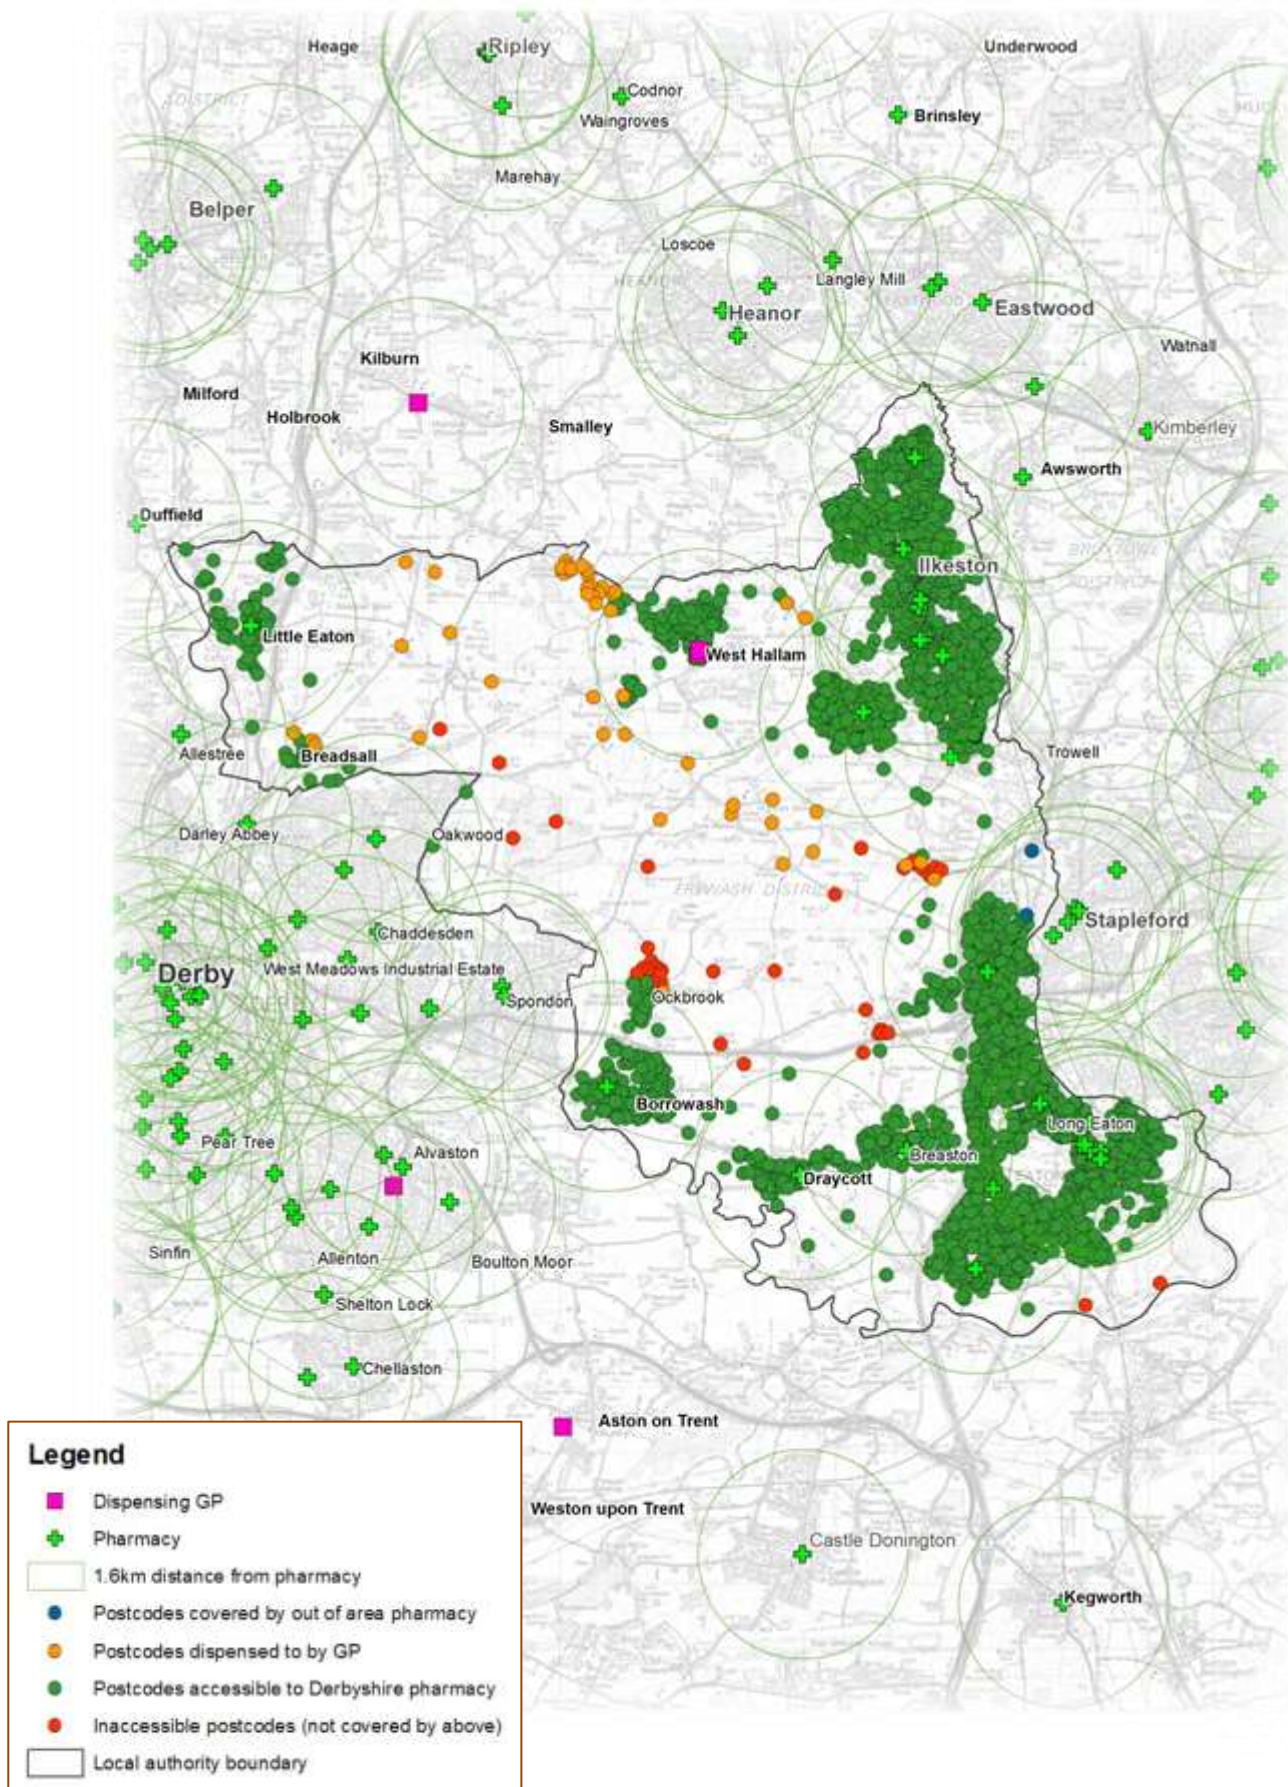 Heage
Ripley
Underwood
Codnor
Waingroves
Brinsley
Marehay
Belper
Loscoe
Langley Mill
Heanor
Eastwood
Watnall
Kilburn
Milford
Holbrook
Smalley
Kimberley
Awsworth
Duffield
Ilkeston
Little Eaton
West Hallam
Allestree
Breadsall
Trowell
Darley Abbey
Oakwood
EREWASH DISTRICT
Stapleford
Chaddesden
Derby
West Meadows Industrial Estate
Spondon
Ockbrook
Borrowash
Long Eaton
Pear Tree
Alvaston
Breaston
Draycott
Sinfin
Allenton
Boulton Moor
Shelton Lock
Chellaston
Aston on Trent
Weston upon Trent
Castle Donington
Kegworth
Legend
Dispensing GP
Pharmacy
1.6km distance from pharmacy
Postcodes covered by out of area pharmacy
Postcodes dispensed to by GP
Postcodes accessible to Derbyshire pharmacy
Inaccessible postcodes (not covered by above)
Local authority boundary